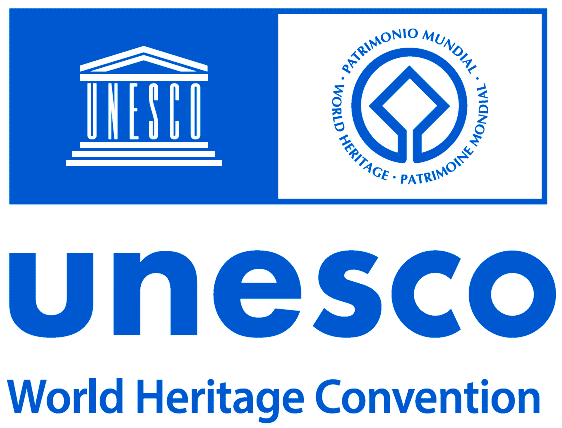 UNESCO
WORLD HERITAGE · PATRIMONIO MUNDIAL · PATRIMOINE MONDIAL ·
unesco
World Heritage Convention